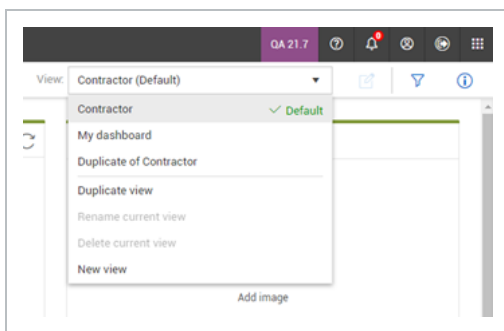 QA 21.7
View: Contractor (Default)
Contractor Default
My dashboard
Duplicate of Contractor
Duplicate view
Rename current view
Delete current view
New view
Add image